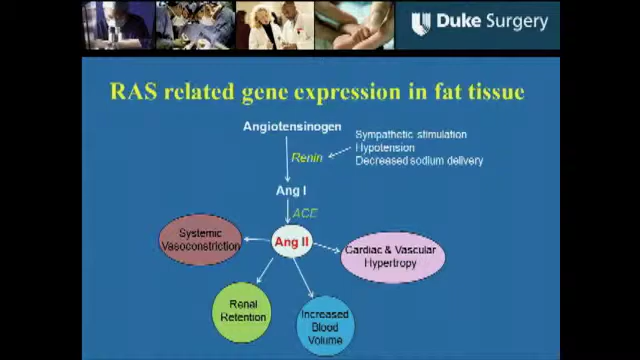 Duke Surgery
RAS related gene expression in fat tissue
Angiotensinogen
Sympathetic stimulation
Renin
Hypotension
Decreased sodium delivery
Ang I
ACE
Systemic
Vasoconstriction
Ang II
Cardiac & Vascular
Hypertropy
Renal
Retention
Increased
Blood
Volume